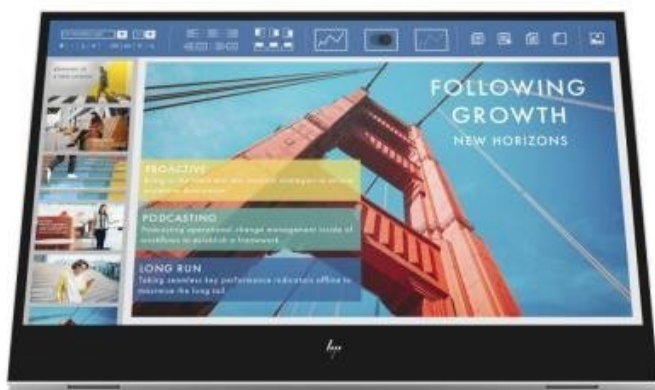 FOLLOWING
GROWTH
NEW HORIZONS
PROACTIVE
PODCASTING
Podcasting operational change management inside of
workflows to establish a framework.
LONG RUN
Taking seamless key performance indicators offline to
maximise the long tail
hp